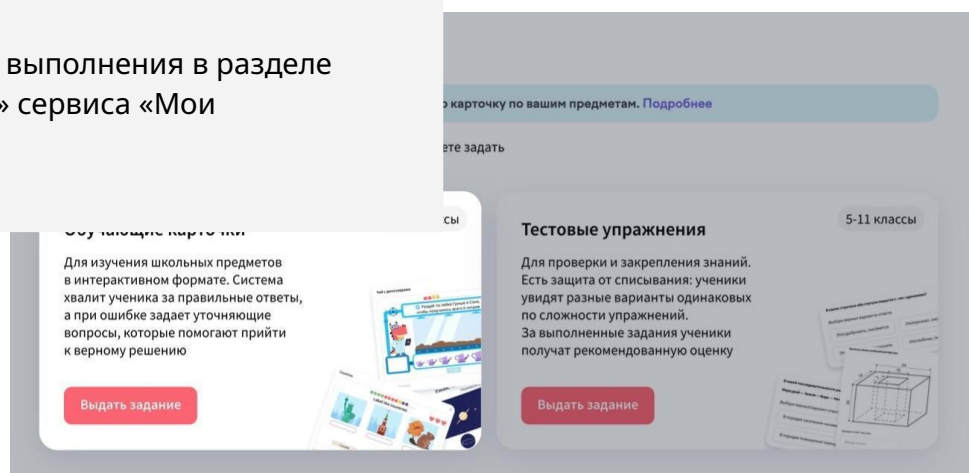 выполнения в разделе
» сервиса «Мои
карточку по вашим предметам. Подробнее
ете задать
сы
Обучающие карточки
Для изучения школьных предметов
в интерактивном формате. Система
хвалит ученика за правильные ответы,
а при ошибке задает уточняющие
вопросы, которые помогают прийти
к верному решению
Выдать задание
Тестовые упражнения
5-11 классы
Для проверки и закрепления знаний.
Есть защита от списывания: ученики
увидят разные варианты одинаковых
по сложности упражнений.
За выполненные задания ученики
получат рекомендованную оценку
Выдать задание